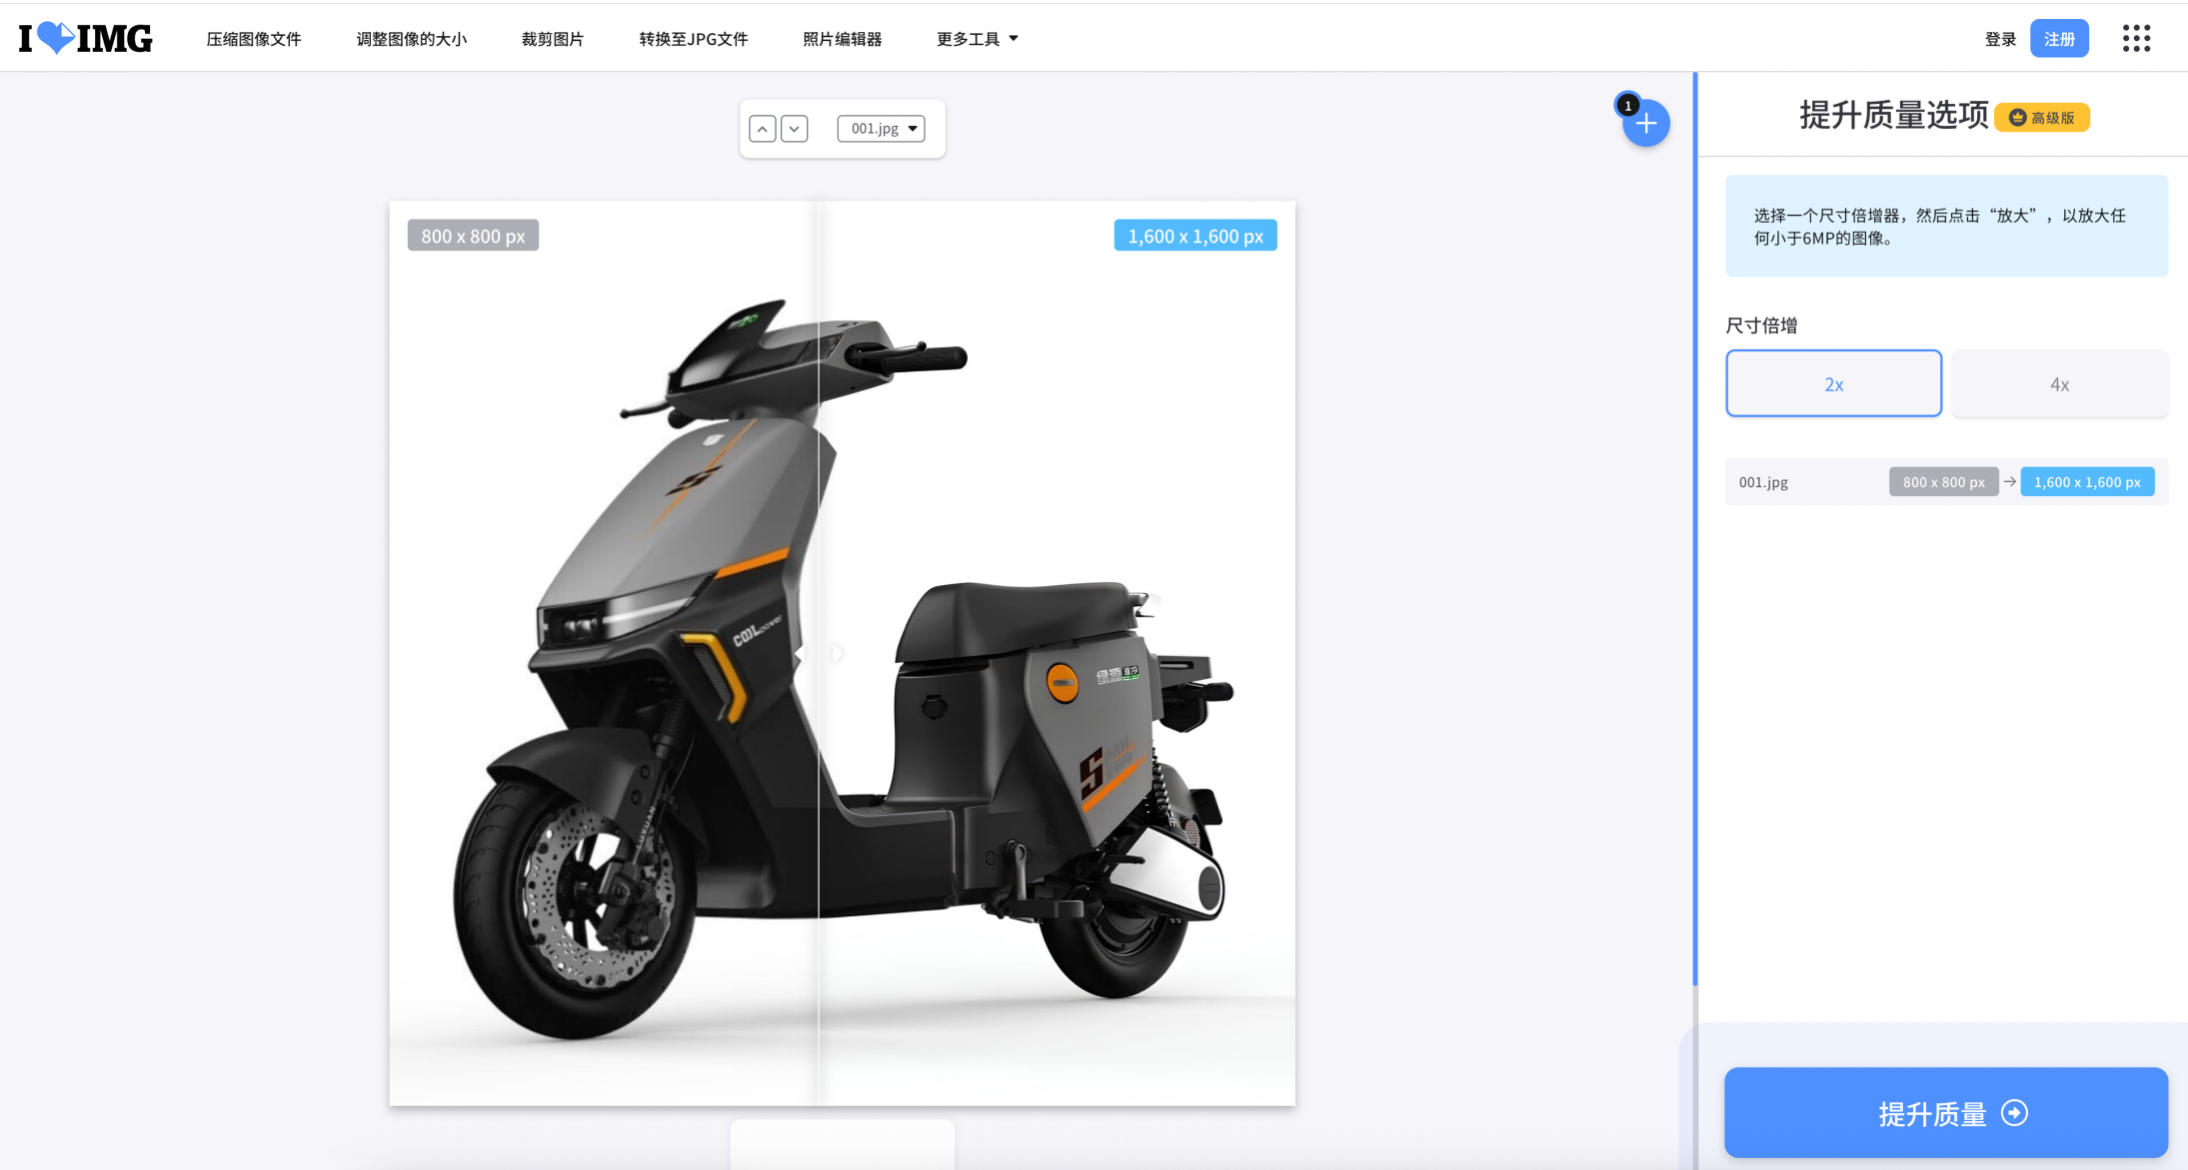 I IMG
压缩图像文件
调整图像的大小
裁剪图片
转换至JPG文件
照片编辑器
更多工具
登录
注册
001.jpg
1
提升质量选项
高级版
800 x 800 px
1,600 x 1,600 px
选择一个尺寸倍增器，然后点击“放大”，以放大任
何小于6MP的图像。
尺寸倍增
2x
4x
001.jpg
800 x 800 px → 1,600 x 1,600 px
COOLpower
S
提升质量